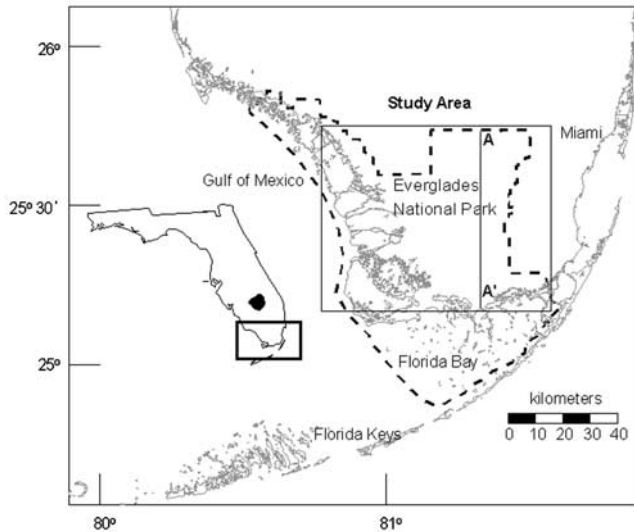 26º
Study Area
A
Miami
Gulf of Mexico
Everglades
National Park
25º 30'
A'
25º
Florida Bay
kilometers
0 10 20 30 40
Florida Keys
80º
81º